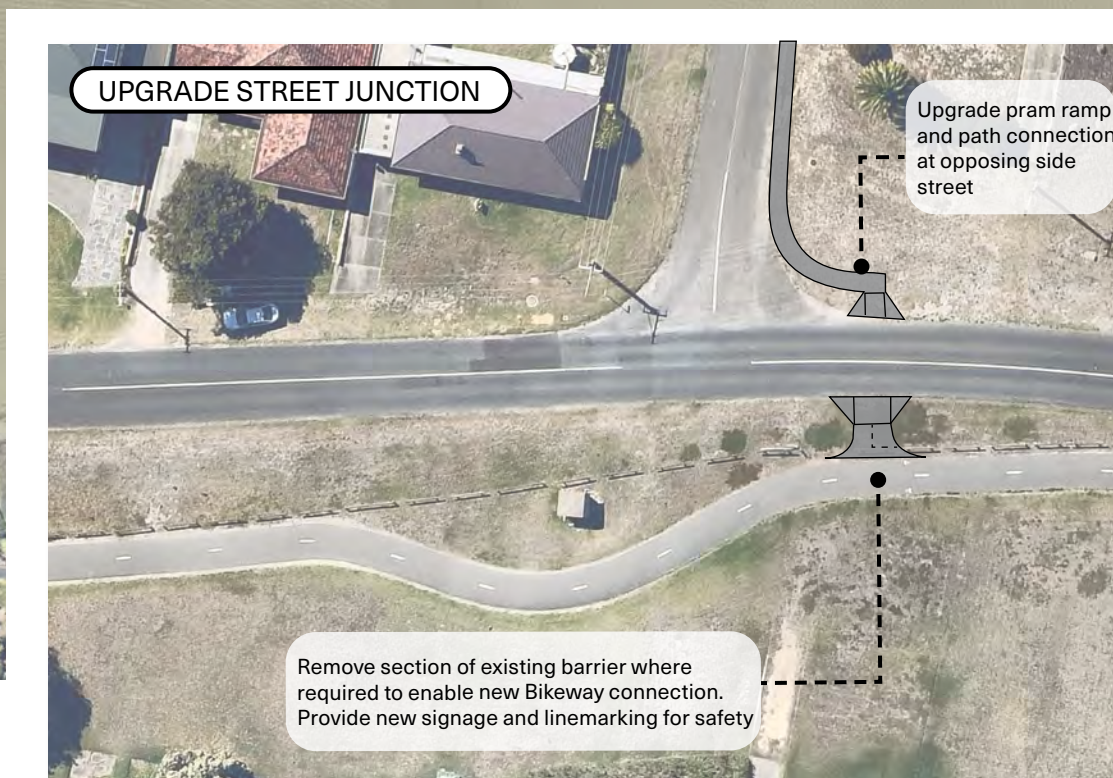 UPGRADE STREET JUNCTION
Upgrade pram ramp
and path connection
at opposing side
street
Remove section of existing barrier where
required to enable new Bikeway connection.
Provide new signage and linemarking for safety